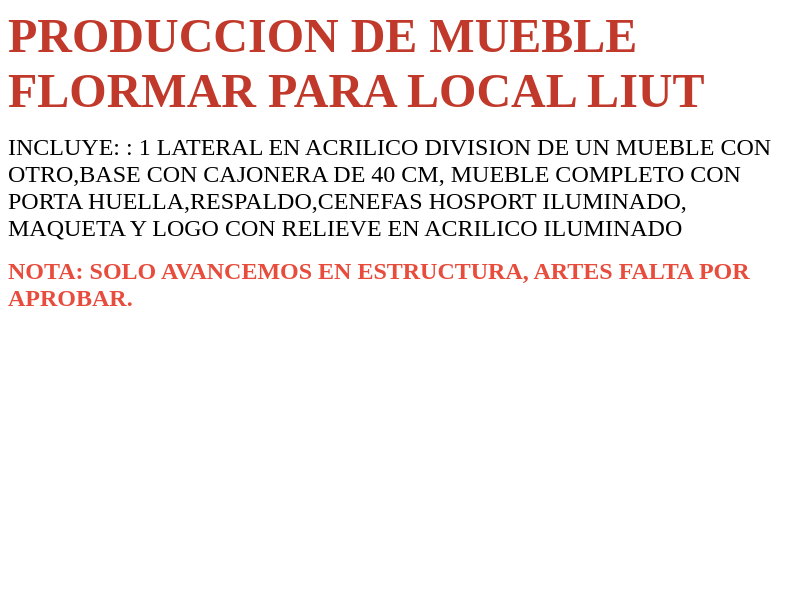 PRODUCCION DE MUEBLE
FLORMAR PARA LOCAL LIUT
INCLUYE: : 1 LATERAL EN ACRILICO DIVISION DE UN MUEBLE CON
OTRO,BASE CON CAJONERA DE 40 CM, MUEBLE COMPLETO CON
PORTA HUELLA,RESPALDO,CENEFAS HOSPORT ILUMINADO,
MAQUETA Y LOGO CON RELIEVE EN ACRILICO ILUMINADO
NOTA: SOLO AVANCEMOS EN ESTRUCTURA, ARTES FALTA POR
APROBAR.